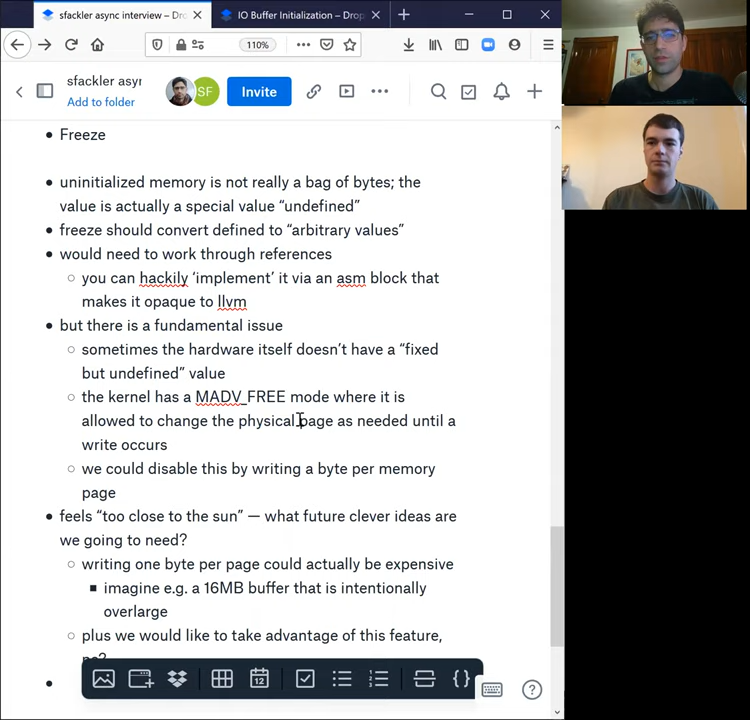 sfackler async interview – Dro
IO Buffer Initialization – Drop
110%
sfackler asyr
Add to folder
SF
Invite
Freeze
uninitialized memory is not really a bag of bytes; the
value is actually a special value “undefined”
freeze should convert defined to “arbitrary values”
would need to work through references
you can hackily ‘implement’ it via an asm block that
makes it opaque to llvm
but there is a fundamental issue
sometimes the hardware itself doesn’t have a “fixed
but undefined” value
the kernel has a MADV_FREE mode where it is
allowed to change the physical page as needed until a
write occurs
we could disable this by writing a byte per memory
page
feels “too close to the sun” — what future clever ideas are
we going to need?
writing one byte per page could actually be expensive
imagine e.g. a 16MB buffer that is intentionally
overlarge
plus we would like to take advantage of this feature,
no?
12